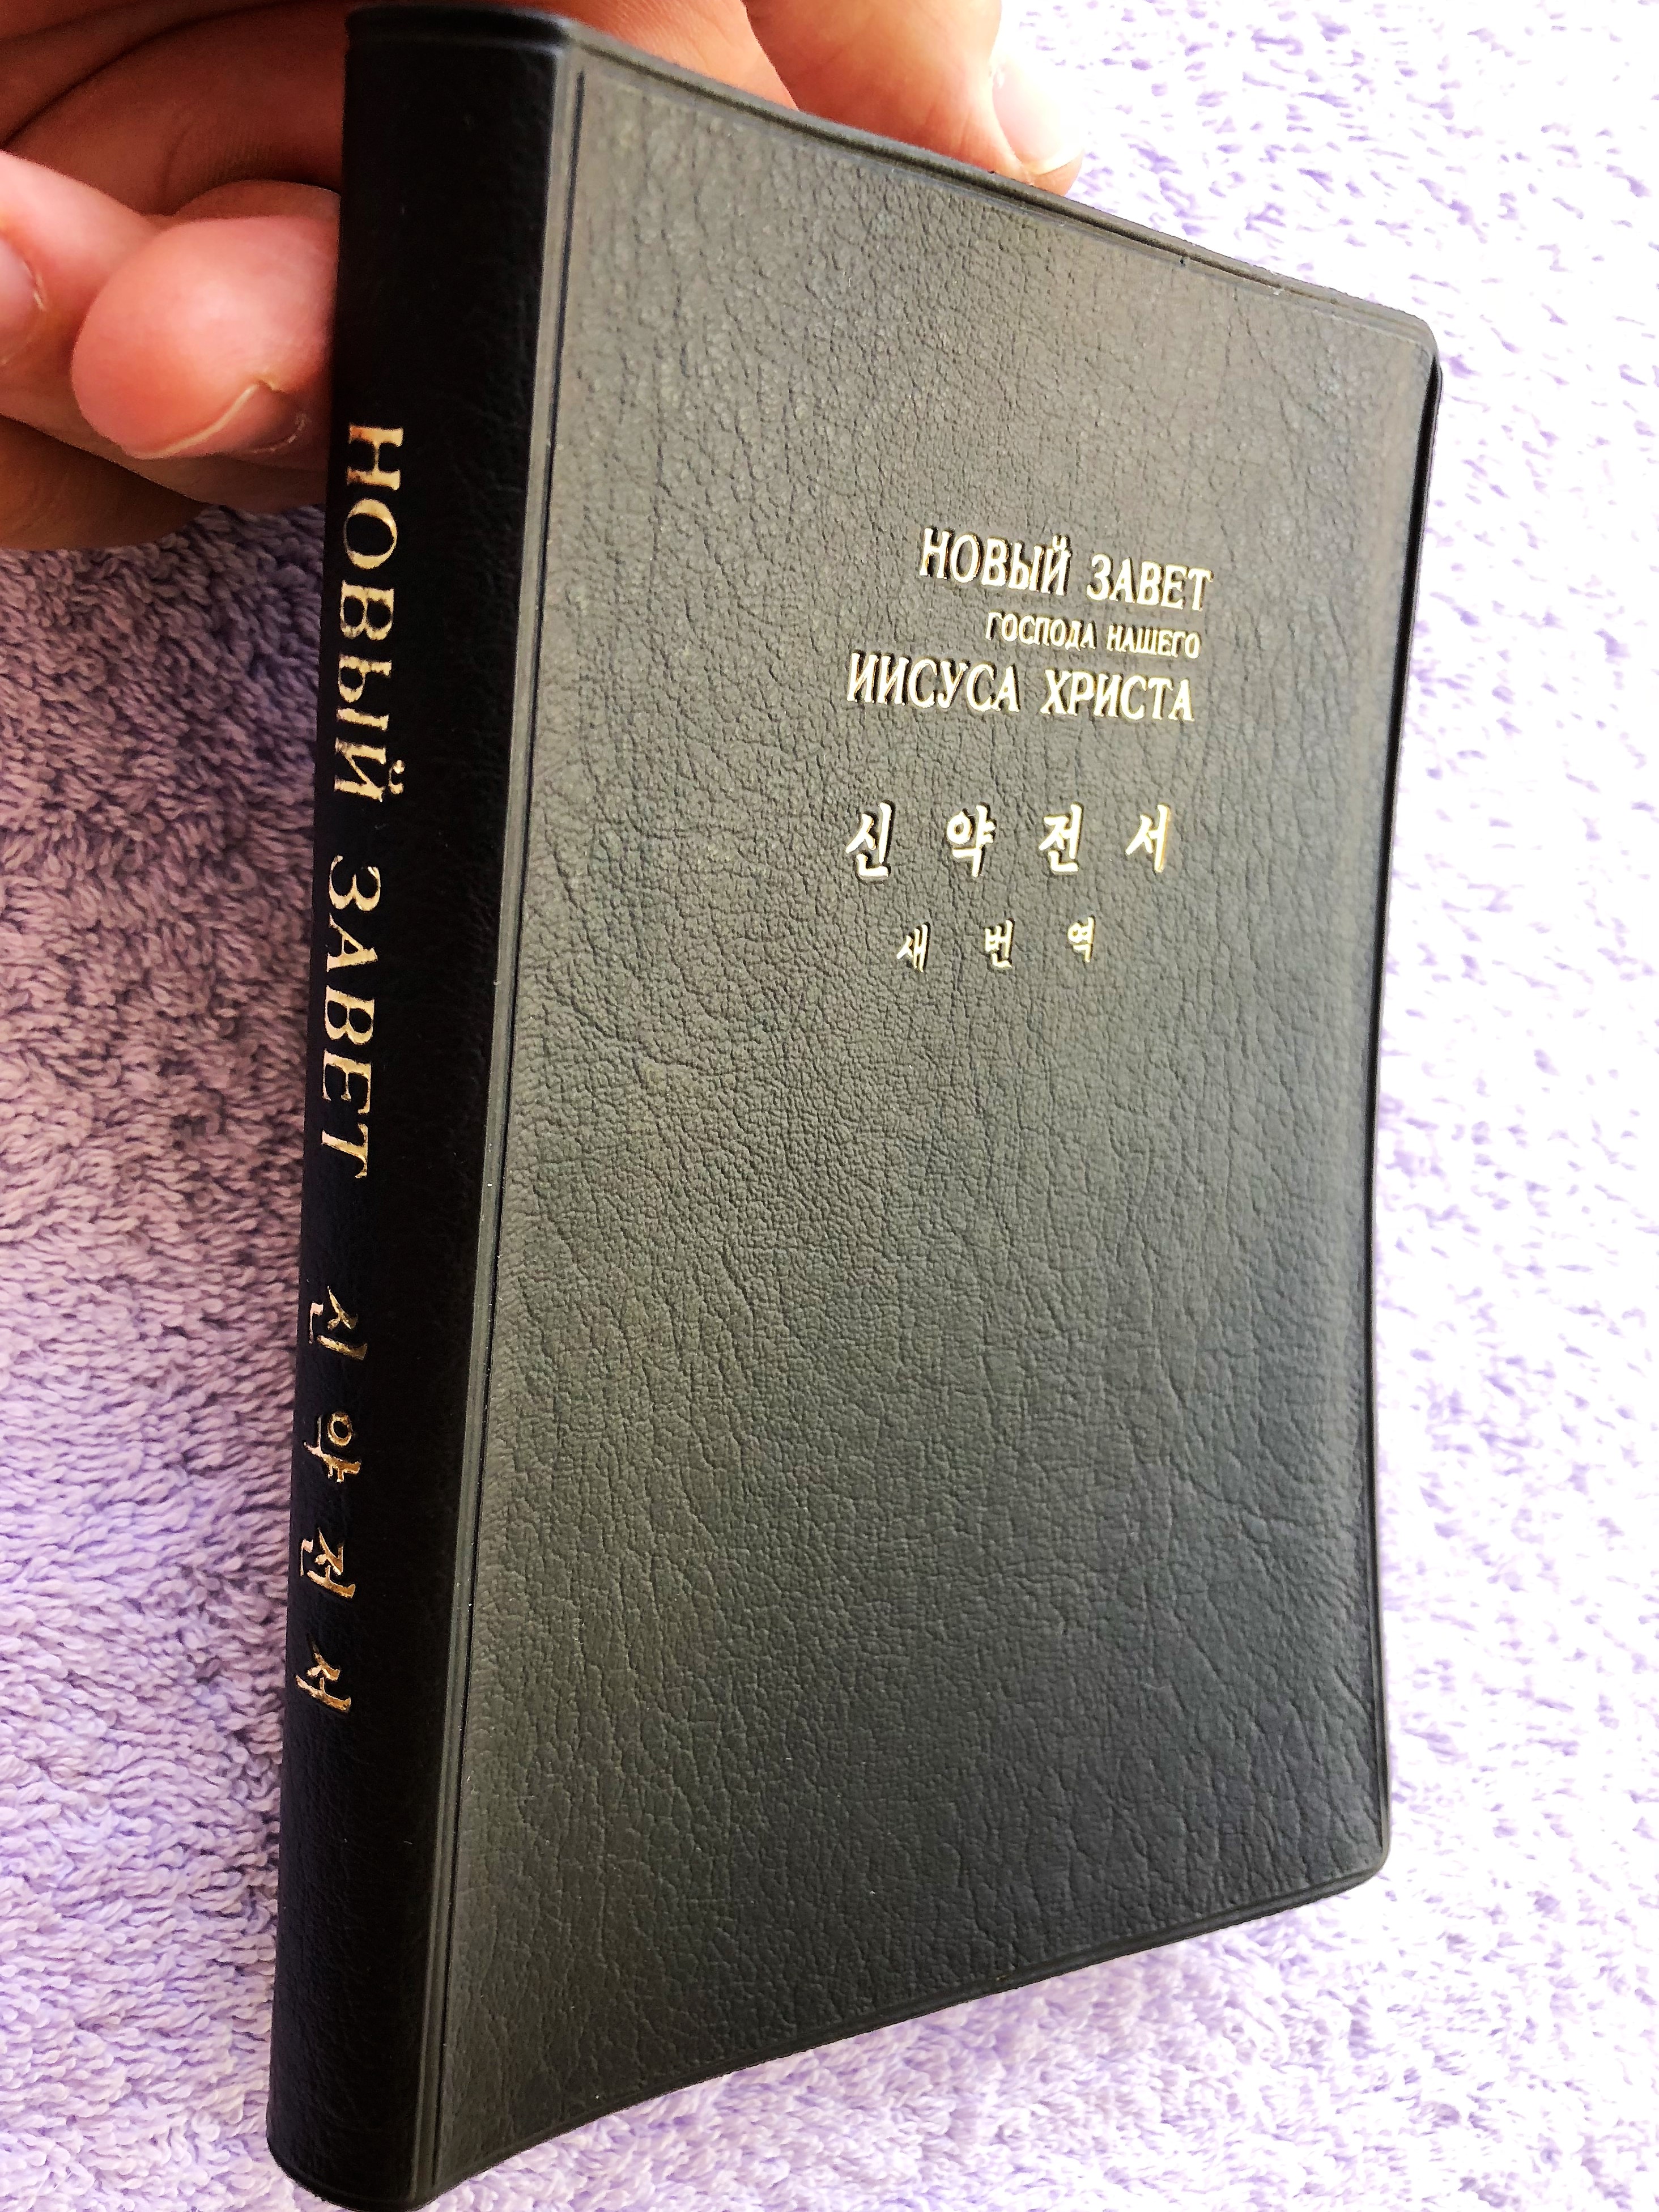 НОВЫЙ ЗАВЕТ
ГОСПОДА НАШЕГО
ИИСУСА ХРИСТА
신 약 전 서
새 번 역
НОВЫЙ ЗАВЕТ 신 약 전 서